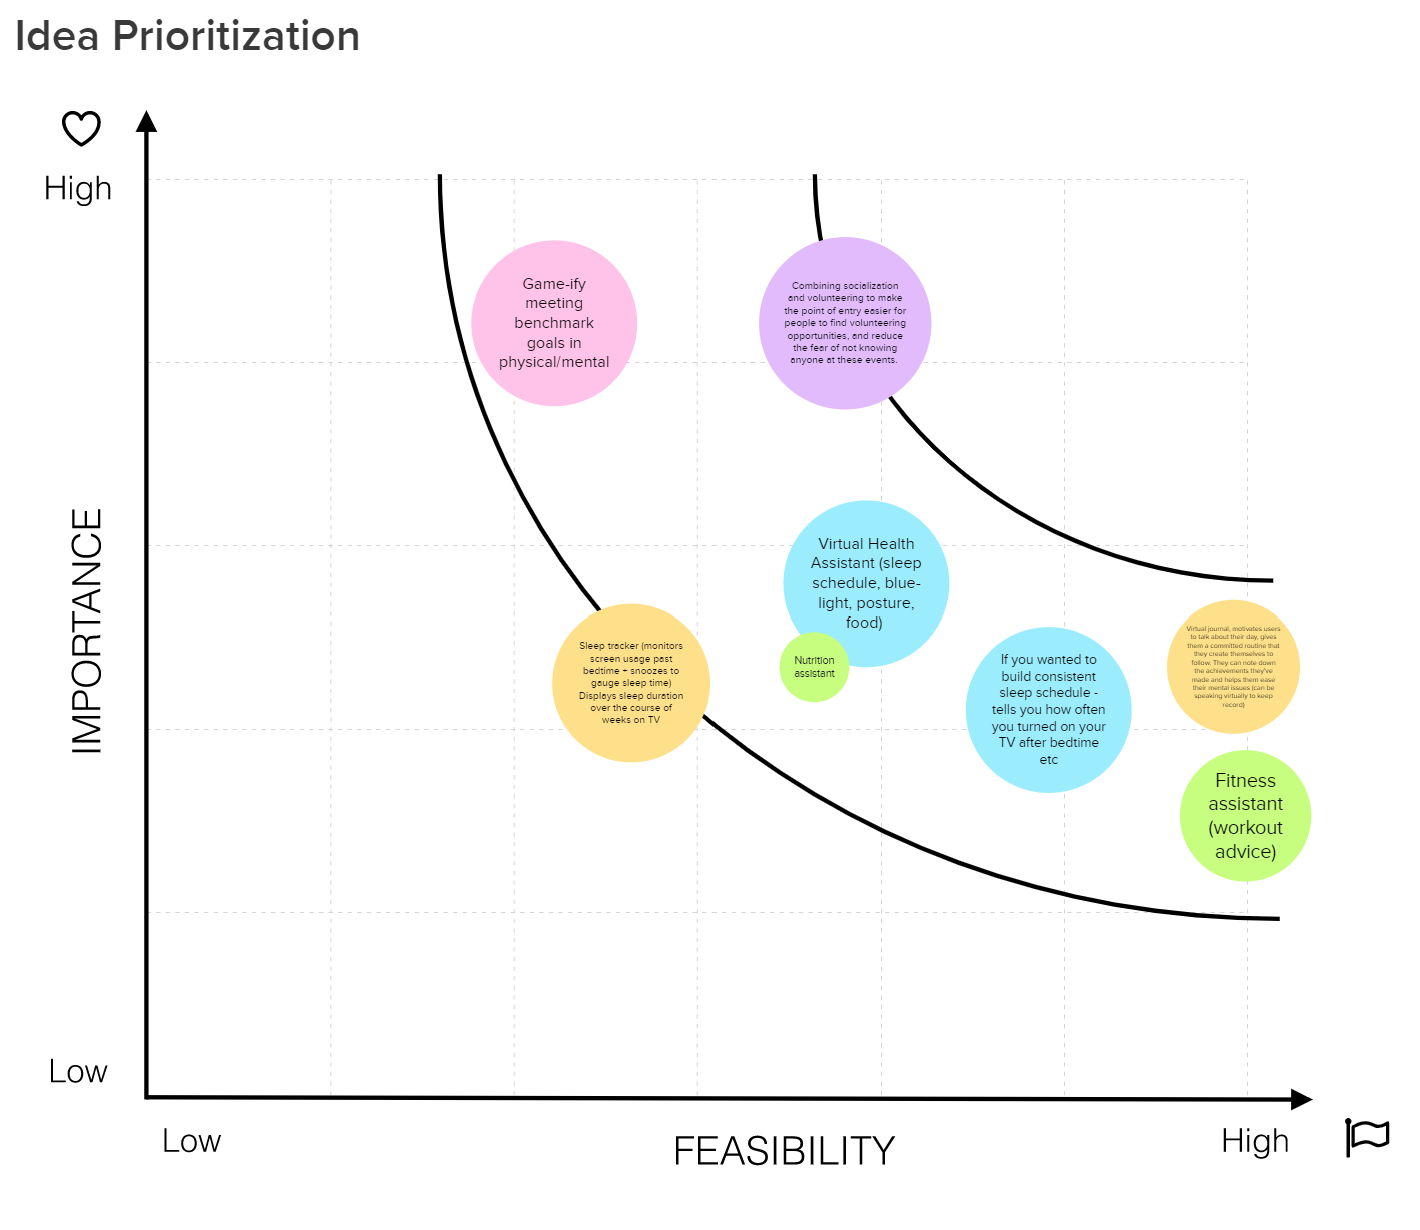 Idea Prioritization
High
IMPORTANCE
Low
Low
FEASIBILITY
High
Game-ify
meeting
benchmark
goals in
physical/mental
Combining socialization
and volunteering to make
the point of entry easier for
people to find volunteering
opportunities, and reduce
the fear of not knowing
anyone at these events.
Virtual Health
Assistant (sleep
schedule, blue-
light, posture,
food)
Nutrition
assistant
Sleep tracker (monitors
screen usage past
bedtime + snoozes to
gauge sleep time)
Displays sleep duration
over the course of
weeks on TV
If you wanted to
build consistent
sleep schedule -
tells you how often
you turned on your
TV after bedtime
etc
Virtual journal, motivates users
to talk about their day, gives
them a committed routine that
they create themselves to
follow. They can note down
the achievements they've
made and helps them ease
their mental issues (can be
speaking virtually to keep
record)
Fitness
assistant
(workout
advice)